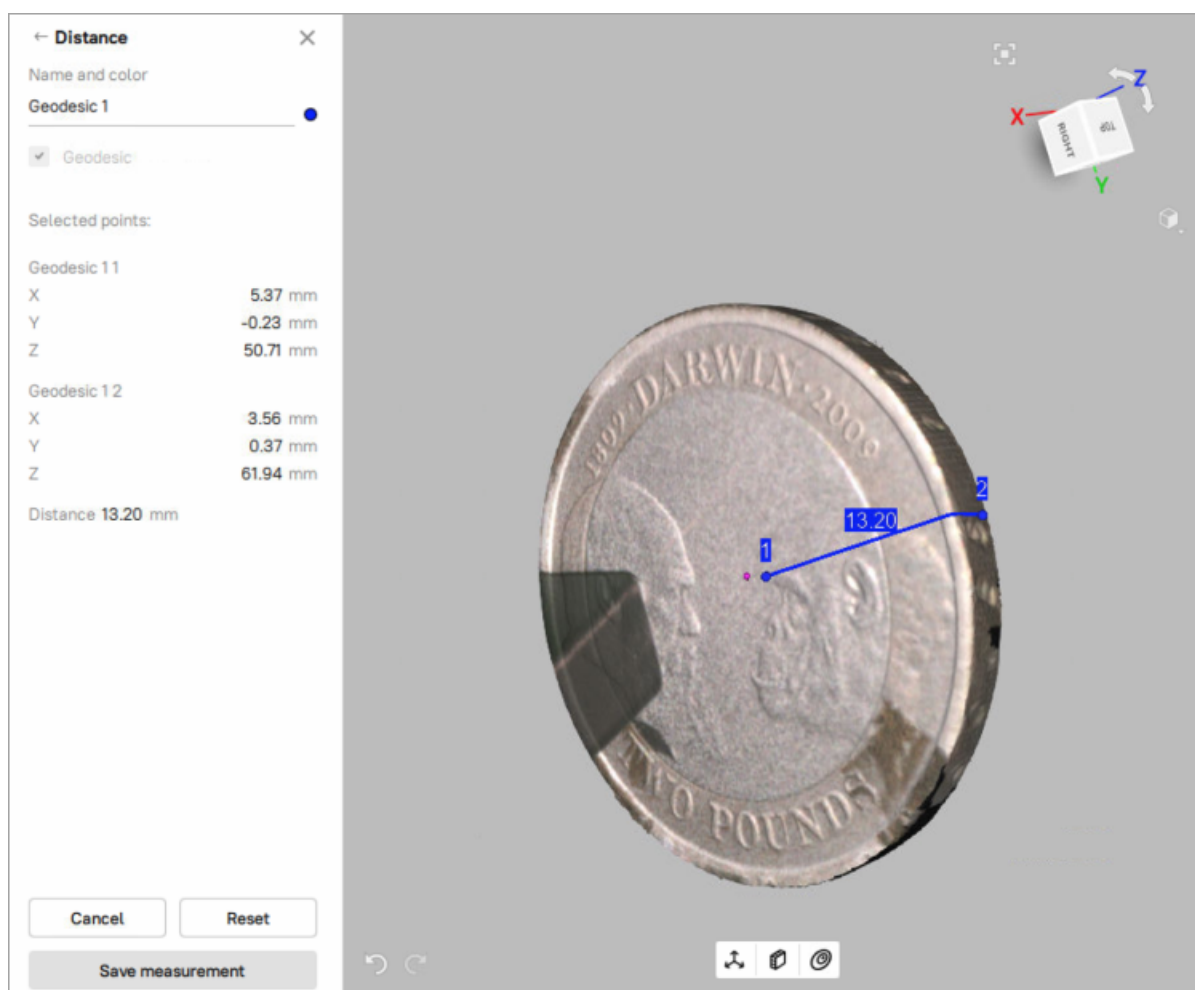 Distance
Name and color
Geodesic 1
Geodesic
Selected points:
Geodesic 1 1
X 5.37 mm
Y -0.23 mm
Z 50.71 mm
Geodesic 1 2
X 3.56 mm
Y 0.37 mm
Z 61.94 mm
Distance 13.20 mm
Cancel
Reset
Save measurement
Z
X
RIGHT
TOP
Y
1809·DARWIN·2009
2
13.20
1
TWO POUNDS